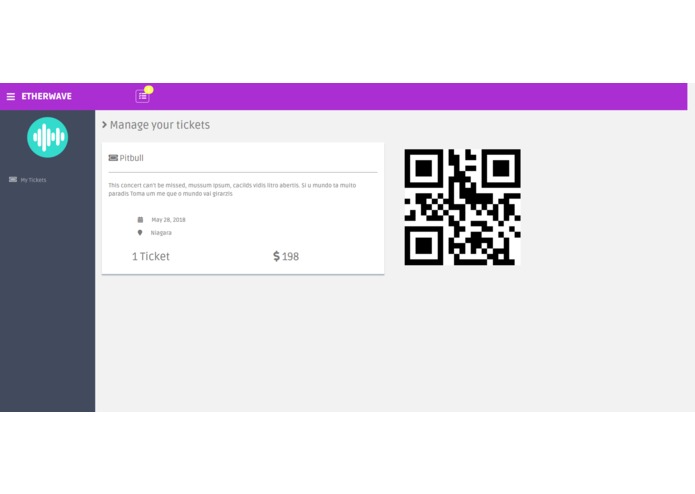 ETHERWAVE
Manage your tickets
My Tickets
Pitbull
This concert can't be missed, mussum ipsum, cacilds vidis litro abertis. Si u mundo tá muito
paradis Toma um me que o mundo vai girarzis
May 28, 2018
Niagara
1 Ticket
$ 198